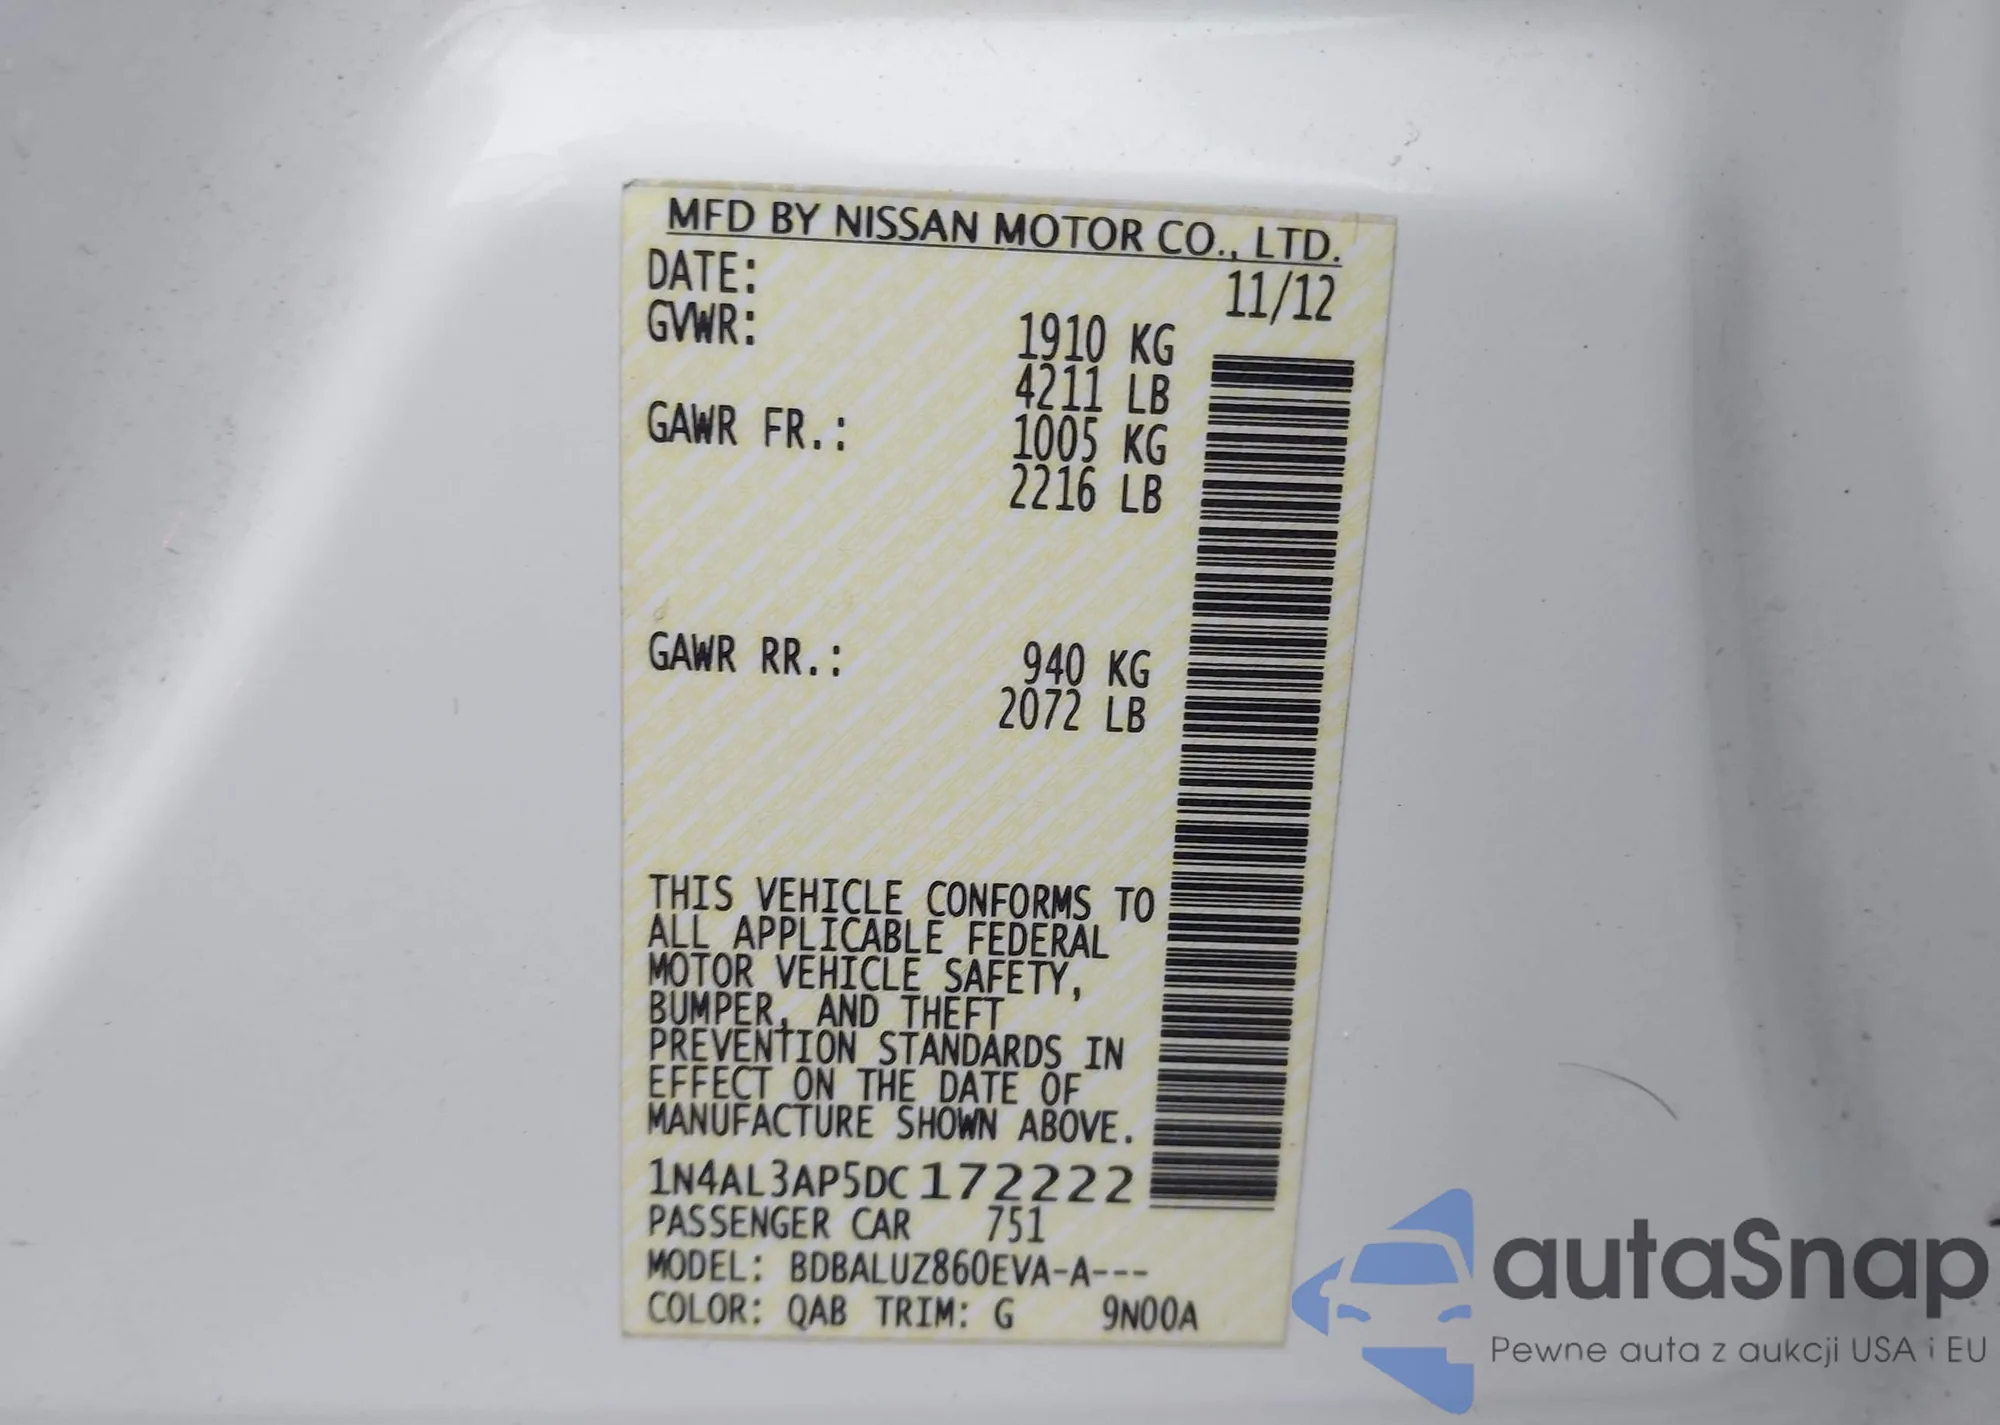 MFD BY NISSAN MOTOR CO., LTD.
DATE: 11/12
GVWR: 1910 KG
4211 LB
GAWR FR.: 1005 KG
2216 LB
GAWR RR.: 940 KG
2072 LB
THIS VEHICLE CONFORMS TO
ALL APPLICABLE FEDERAL
MOTOR VEHICLE SAFETY,
BUMPER, AND THEFT
PREVENTION STANDARDS IN
EFFECT ON THE DATE OF
MANUFACTURE SHOWN ABOVE.
1N4AL3AP5DC172222
PASSENGER CAR 751
MODEL: BDBALUZ860EVA-A---
COLOR: QAB TRIM: G 9N00A
autaSnap
Pewne auta z aukcji USA i EU